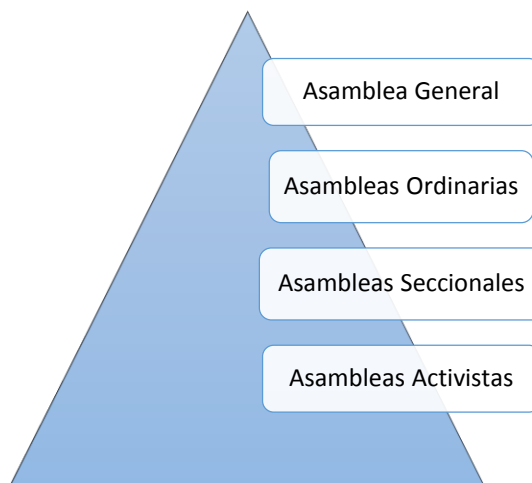 Asamblea General
Asambleas Ordinarias
Asambleas Seccionales
Asambleas Activistas